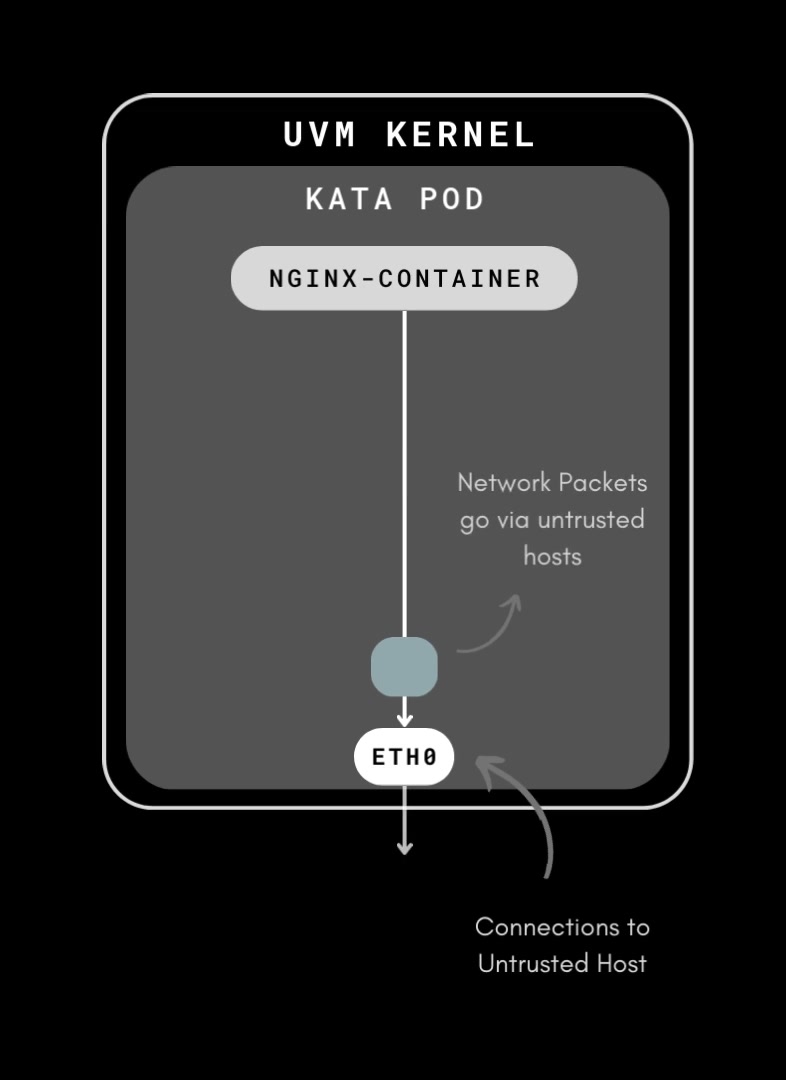 UVM KERNEL
KATA POD
NGINX-CONTAINER
Network Packets
go via untrusted
hosts
ETH0
Connections to
Untrusted Host